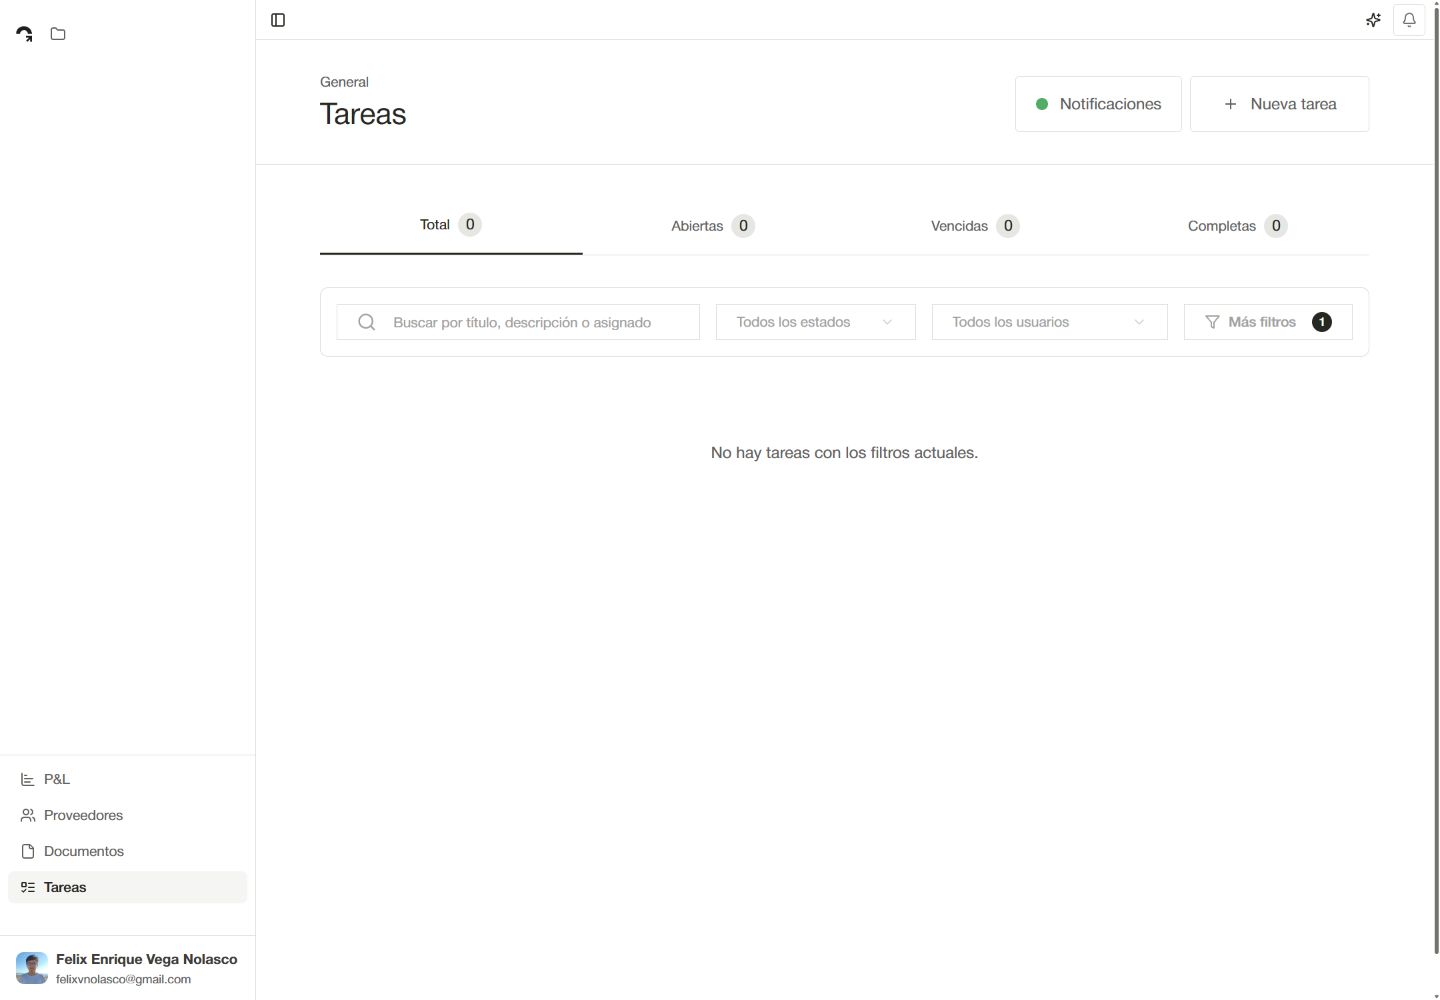 General
Tareas
Notificaciones
Nueva tarea
Total 0
Abiertas 0
Vencidas 0
Completas 0
Buscar por título, descripción o asignado
Todos los estados
Todos los usuarios
Más filtros 1
No hay tareas con los filtros actuales.
P&L
Proveedores
Documentos
Tareas
Felix Enrique Vega Nolasco
felixvnolasco@gmail.com